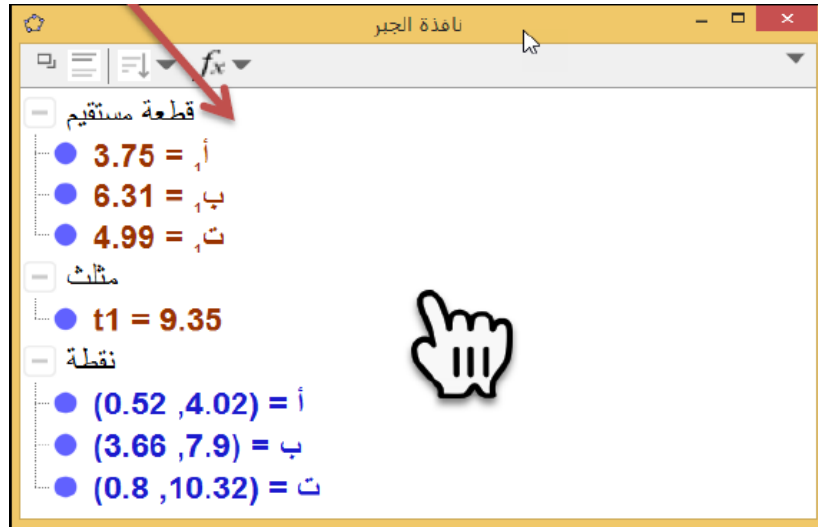 نافذة الجبر
fx
قطعة مستقيم
أ₁ = 3.75
ب₁ = 6.31
ت₁ = 4.99
مثلث
t1 = 9.35
نقطة
أ = (0.52 ,4.02)
ب = (3.66 ,7.9)
ت = (0.8 ,10.32)